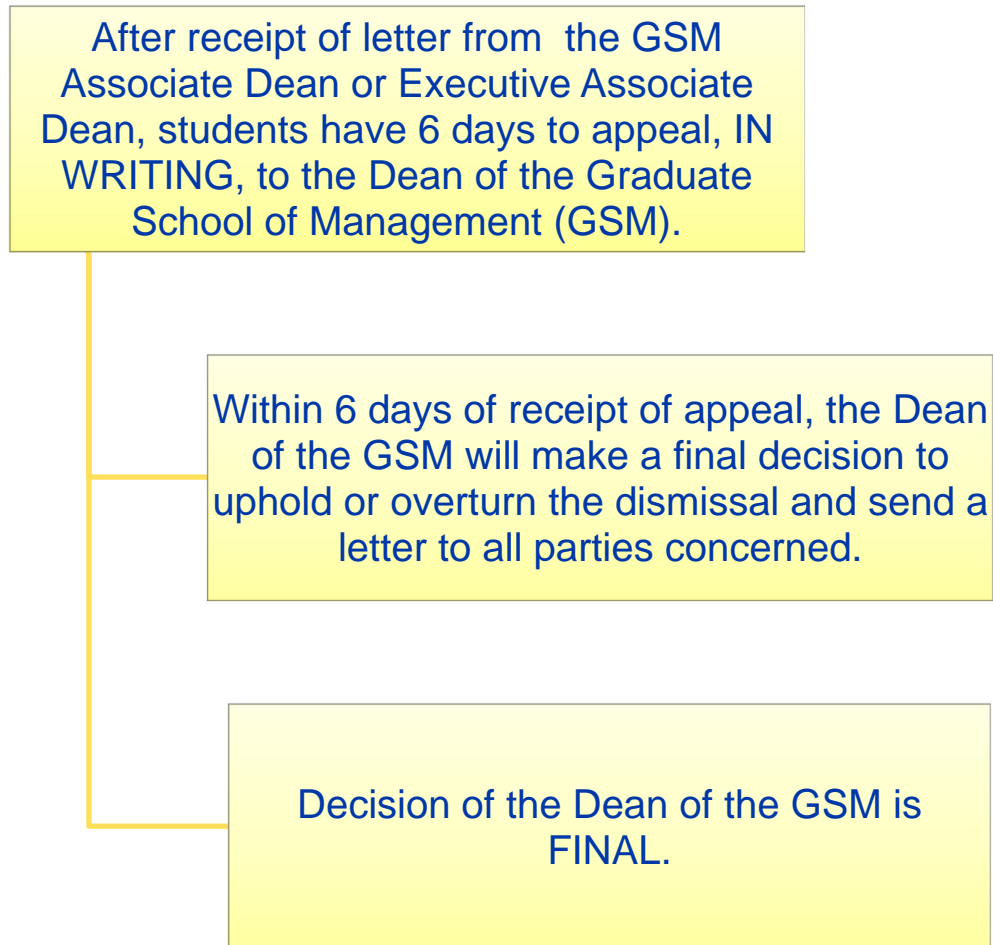 After receipt of letter from  the GSM
Associate Dean or Executive Associate
Dean, students have 6 days to appeal, IN
WRITING, to the Dean of the Graduate
School of Management (GSM).
Within 6 days of receipt of appeal, the Dean
of the GSM will make a final decision to
uphold or overturn the dismissal and send a
letter to all parties concerned.
Decision of the Dean of the GSM is
FINAL.